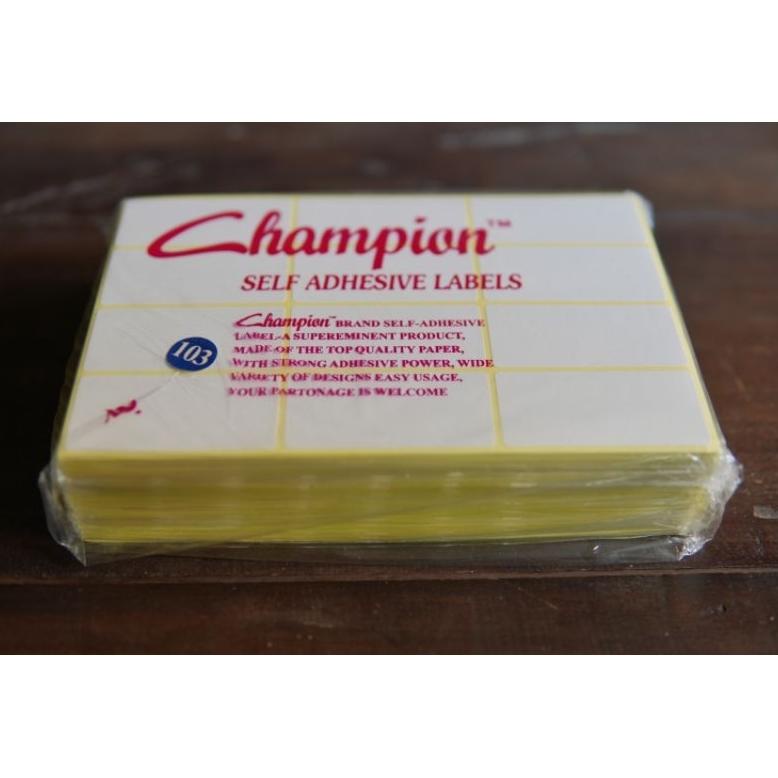 Champion™
SELF ADHESIVE LABELS
Champion™ BRAND SELF-ADHESIVE
LABEL-A SUPEREMINENT PRODUCT,
MADE OF THE TOP QUALITY PAPER,
WITH STRONG ADHESIVE POWER, WIDE
VARIETY OF DESIGNS EASY USAGE,
YOUR PARTONAGE IS WELCOME
103